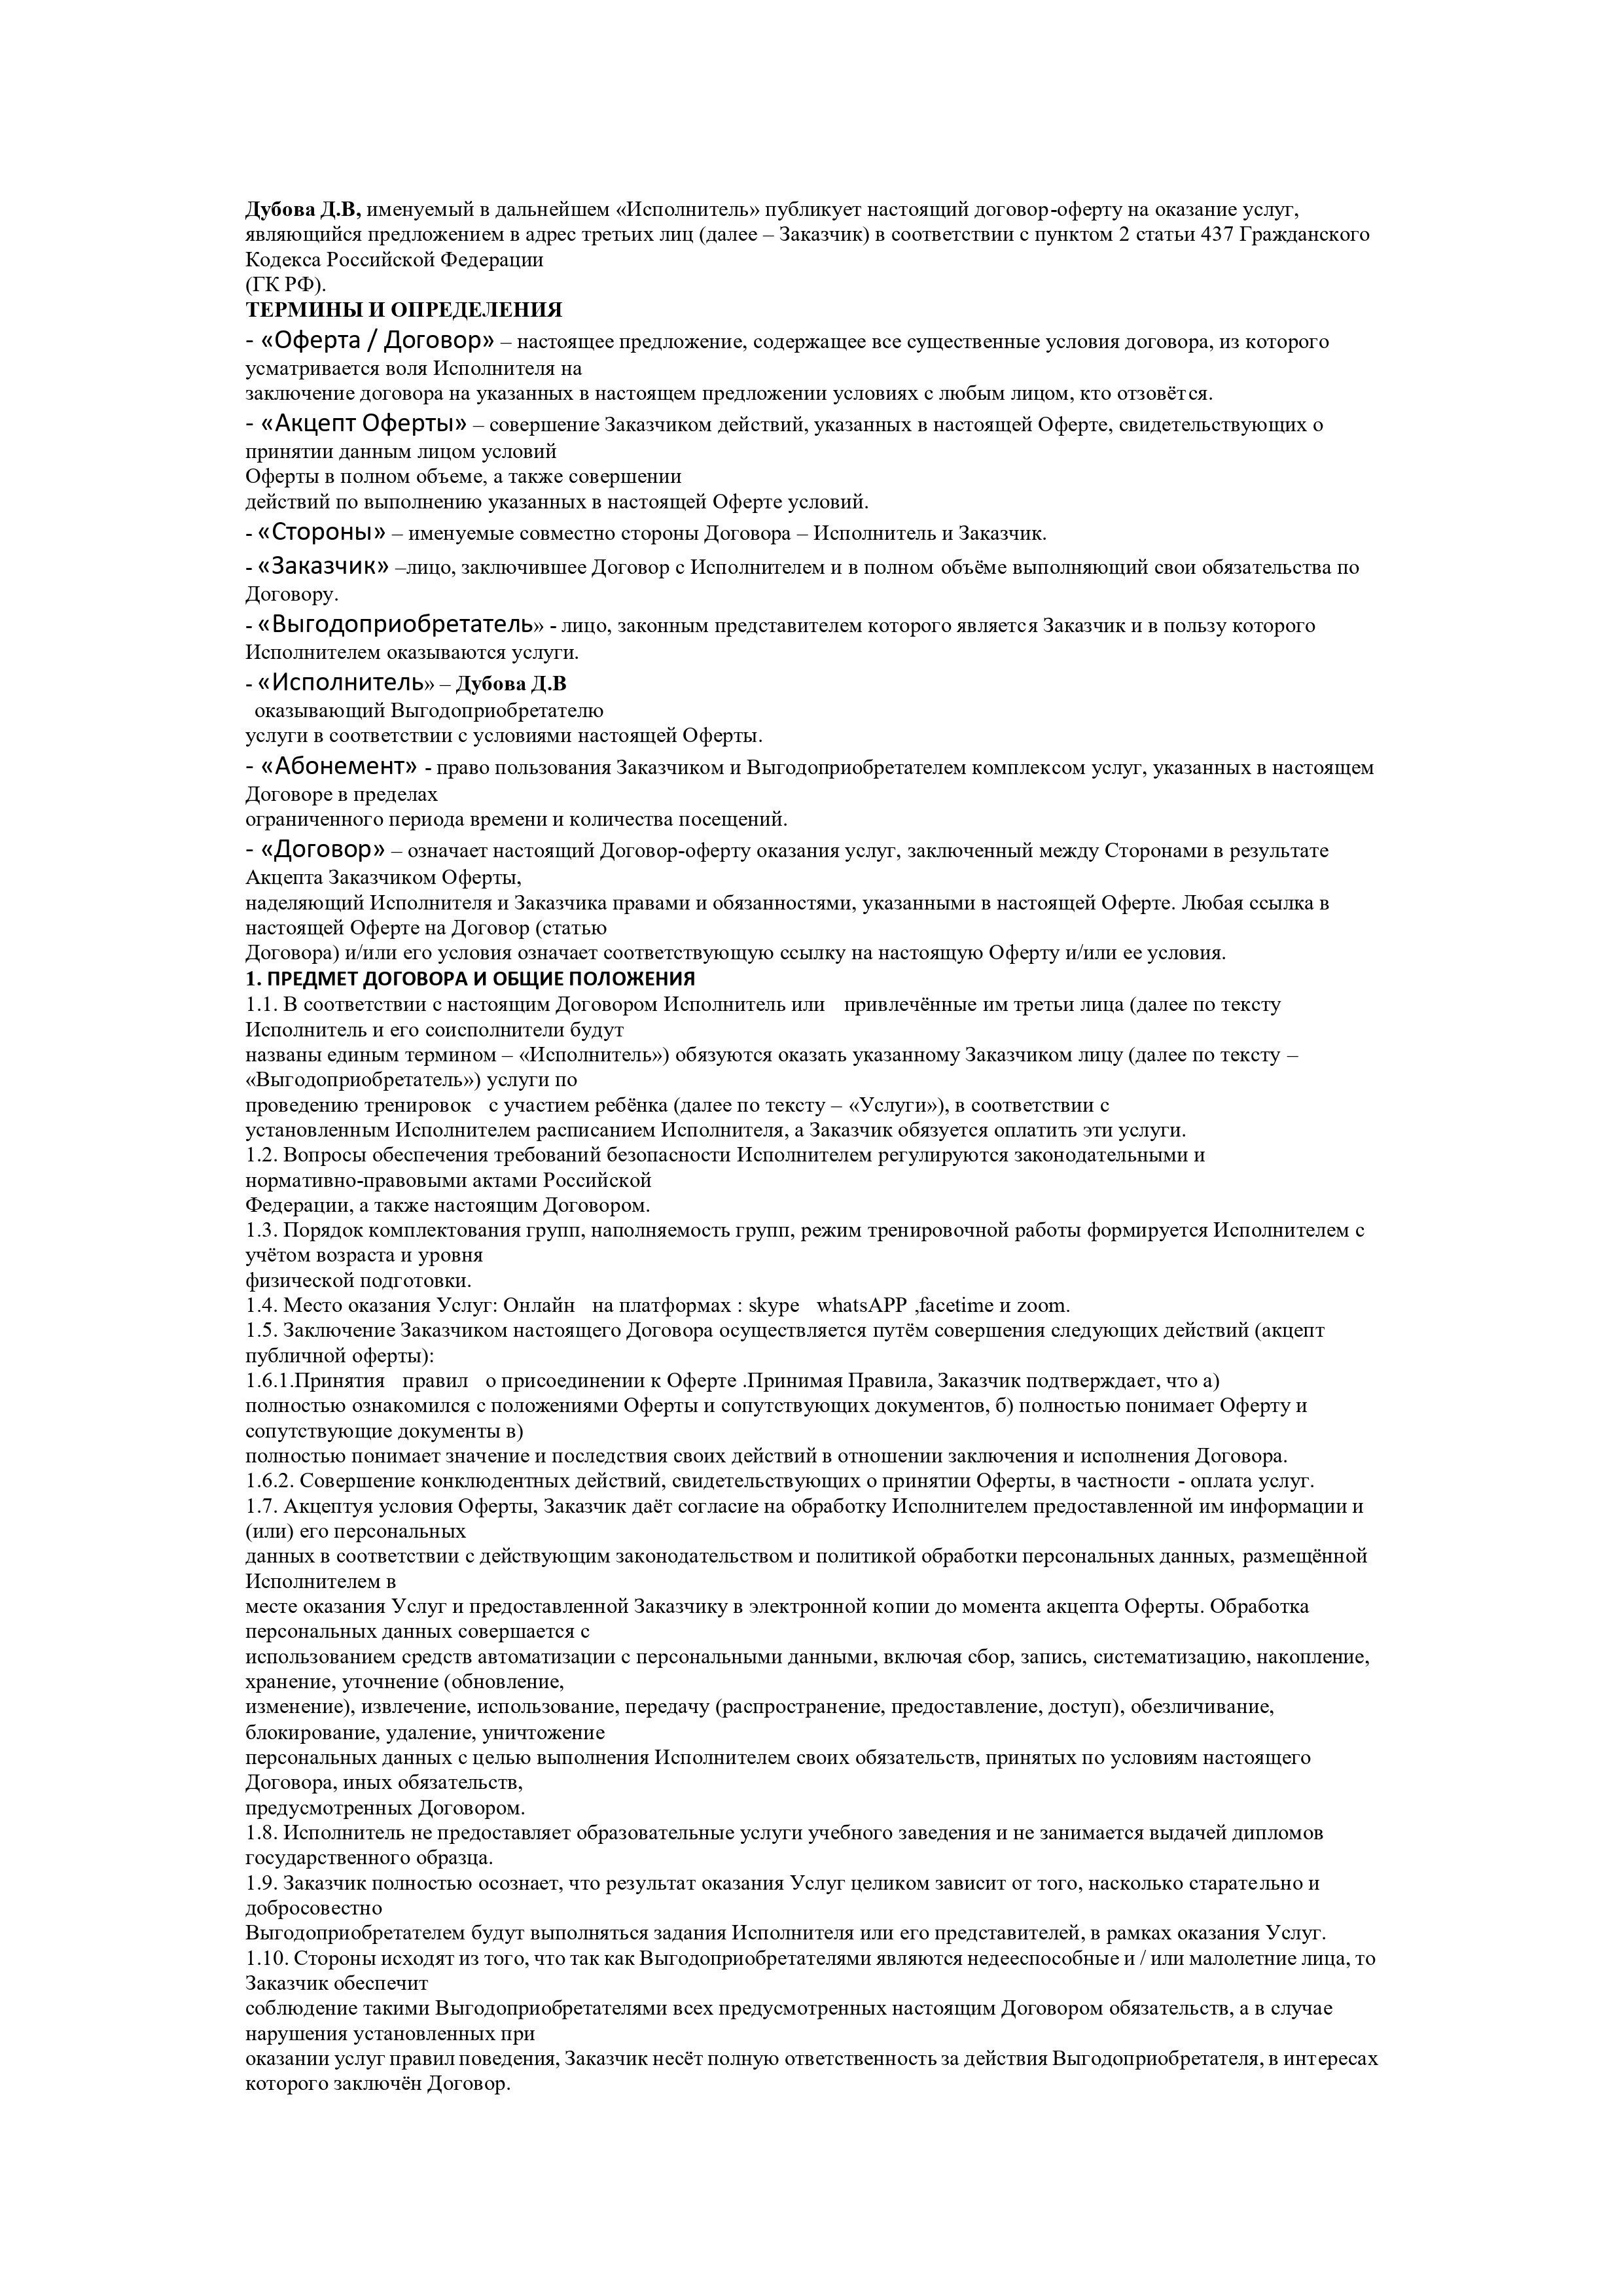 Дубова Д.В, именуемый в дальнейшем «Исполнитель» публикует настоящий договор-оферту на оказание услуг,
являющийся предложением в адрес третьих лиц (далее – Заказчик) в соответствии с пунктом 2 статьи 437 Гражданского
Кодекса Российской Федерации
(ГК РФ).
ТЕРМИНЫ И ОПРЕДЕЛЕНИЯ
- «Оферта / Договор» – настоящее предложение, содержащее все существенные условия договора, из которого
усматривается воля Исполнителя на
заключение договора на указанных в настоящем предложении условиях с любым лицом, кто отзовётся.
- «Акцепт Оферты» – совершение Заказчиком действий, указанных в настоящей Оферте, свидетельствующих о
принятии данным лицом условий
Оферты в полном объеме, а также совершении
действий по выполнению указанных в настоящей Оферте условий.
- «Стороны» – именуемые совместно стороны Договора – Исполнитель и Заказчик.
- «Заказчик» –лицо, заключившее Договор с Исполнителем и в полном объёме выполняющий свои обязательства по
Договору.
- «Выгодоприобретатель» - лицо, законным представителем которого является Заказчик и в пользу которого
Исполнителем оказываются услуги.
- «Исполнитель» – Дубова Д.В
оказывающий Выгодоприобретателю
услуги в соответствии с условиями настоящей Оферты.
- «Абонемент» - право пользования Заказчиком и Выгодоприобретателем комплексом услуг, указанных в настоящем
Договоре в пределах
ограниченного периода времени и количества посещений.
- «Договор» – означает настоящий Договор-оферту оказания услуг, заключенный между Сторонами в результате
Акцепта Заказчиком Оферты,
наделяющий Исполнителя и Заказчика правами и обязанностями, указанными в настоящей Оферте. Любая ссылка в
настоящей Оферте на Договор (статью
Договора) и/или его условия означает соответствующую ссылку на настоящую Оферту и/или ее условия.
1. ПРЕДМЕТ ДОГОВОРА И ОБЩИЕ ПОЛОЖЕНИЯ
1.1. В соответствии с настоящим Договором Исполнитель или привлечённые им третьи лица (далее по тексту
Исполнитель и его соисполнители будут
названы единым термином – «Исполнитель») обязуются оказать указанному Заказчиком лицу (далее по тексту –
«Выгодоприобретатель») услуги по
проведению тренировок с участием ребёнка (далее по тексту – «Услуги»), в соответствии с
установленным Исполнителем расписанием Исполнителя, а Заказчик обязуется оплатить эти услуги.
1.2. Вопросы обеспечения требований безопасности Исполнителем регулируются законодательными и
нормативно-правовыми актами Российской
Федерации, а также настоящим Договором.
1.3. Порядок комплектования групп, наполняемость групп, режим тренировочной работы формируется Исполнителем с
учётом возраста и уровня
физической подготовки.
1.4. Место оказания Услуг: Онлайн на платформах : skype whatsAPP ,facetime и zoom.
1.5. Заключение Заказчиком настоящего Договора осуществляется путём совершения следующих действий (акцепт
публичной оферты):
1.6.1.Принятия правил о присоединении к Оферте .Принимая Правила, Заказчик подтверждает, что а)
полностью ознакомился с положениями Оферты и сопутствующих документов, б) полностью понимает Оферту и
сопутствующие документы в)
полностью понимает значение и последствия своих действий в отношении заключения и исполнения Договора.
1.6.2. Совершение конклюдентных действий, свидетельствующих о принятии Оферты, в частности - оплата услуг.
1.7. Акцептуя условия Оферты, Заказчик даёт согласие на обработку Исполнителем предоставленной им информации и
(или) его персональных
данных в соответствии с действующим законодательством и политикой обработки персональных данных, размещённой
Исполнителем в
месте оказания Услуг и предоставленной Заказчику в электронной копии до момента акцепта Оферты. Обработка
персональных данных совершается с
использованием средств автоматизации с персональными данными, включая сбор, запись, систематизацию, накопление,
хранение, уточнение (обновление,
изменение), извлечение, использование, передачу (распространение, предоставление, доступ), обезличивание,
блокирование, удаление, уничтожение
персональных данных с целью выполнения Исполнителем своих обязательств, принятых по условиям настоящего
Договора, иных обязательств,
предусмотренных Договором.
1.8. Исполнитель не предоставляет образовательные услуги учебного заведения и не занимается выдачей дипломов
государственного образца.
1.9. Заказчик полностью осознает, что результат оказания Услуг целиком зависит от того, насколько старательно и
добросовестно
Выгодоприобретателем будут выполняться задания Исполнителя или его представителей, в рамках оказания Услуг.
1.10. Стороны исходят из того, что так как Выгодоприобретателями являются недееспособные и / или малолетние лица, то
Заказчик обеспечит
соблюдение такими Выгодоприобретателями всех предусмотренных настоящим Договором обязательств, а в случае
нарушения установленных при
оказании услуг правил поведения, Заказчик несёт полную ответственность за действия Выгодоприобретателя, в интересах
которого заключён Договор.